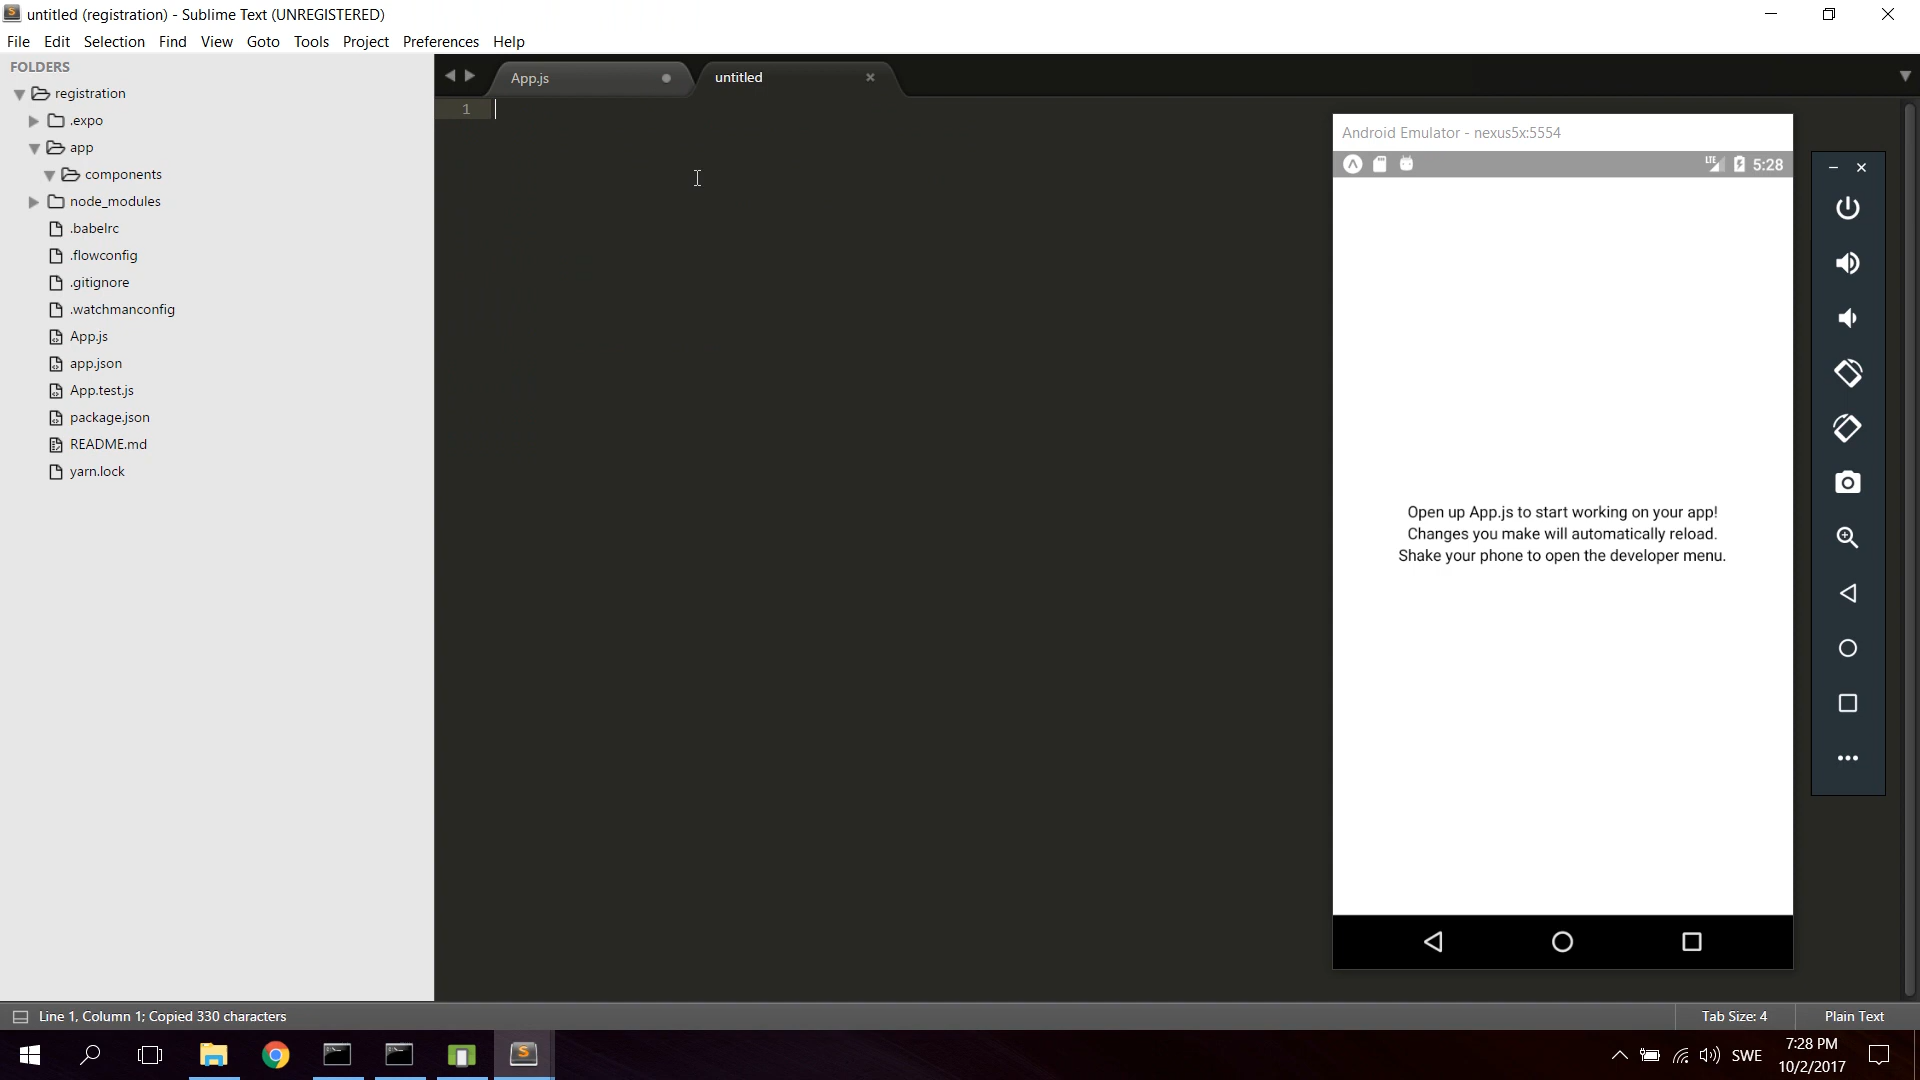 untitled (registration) - Sublime Text (UNREGISTERED)
File Edit Selection Find View Goto Tools Project Preferences Help
FOLDERS
registration
.expo
app
components
node_modules
.babelrc
.flowconfig
.gitignore
.watchmanconfig
App.js
app.json
App.test.js
package.json
README.md
yarn.lock
App.js untitled
1
Android Emulator - nexus5x:5554
LTE 5:28
Open up App.js to start working on your app!
Changes you make will automatically reload.
Shake your phone to open the developer menu.
Line 1, Column 1; Copied 330 characters
Tab Size: 4 Plain Text
SWE
7:28 PM
10/2/2017